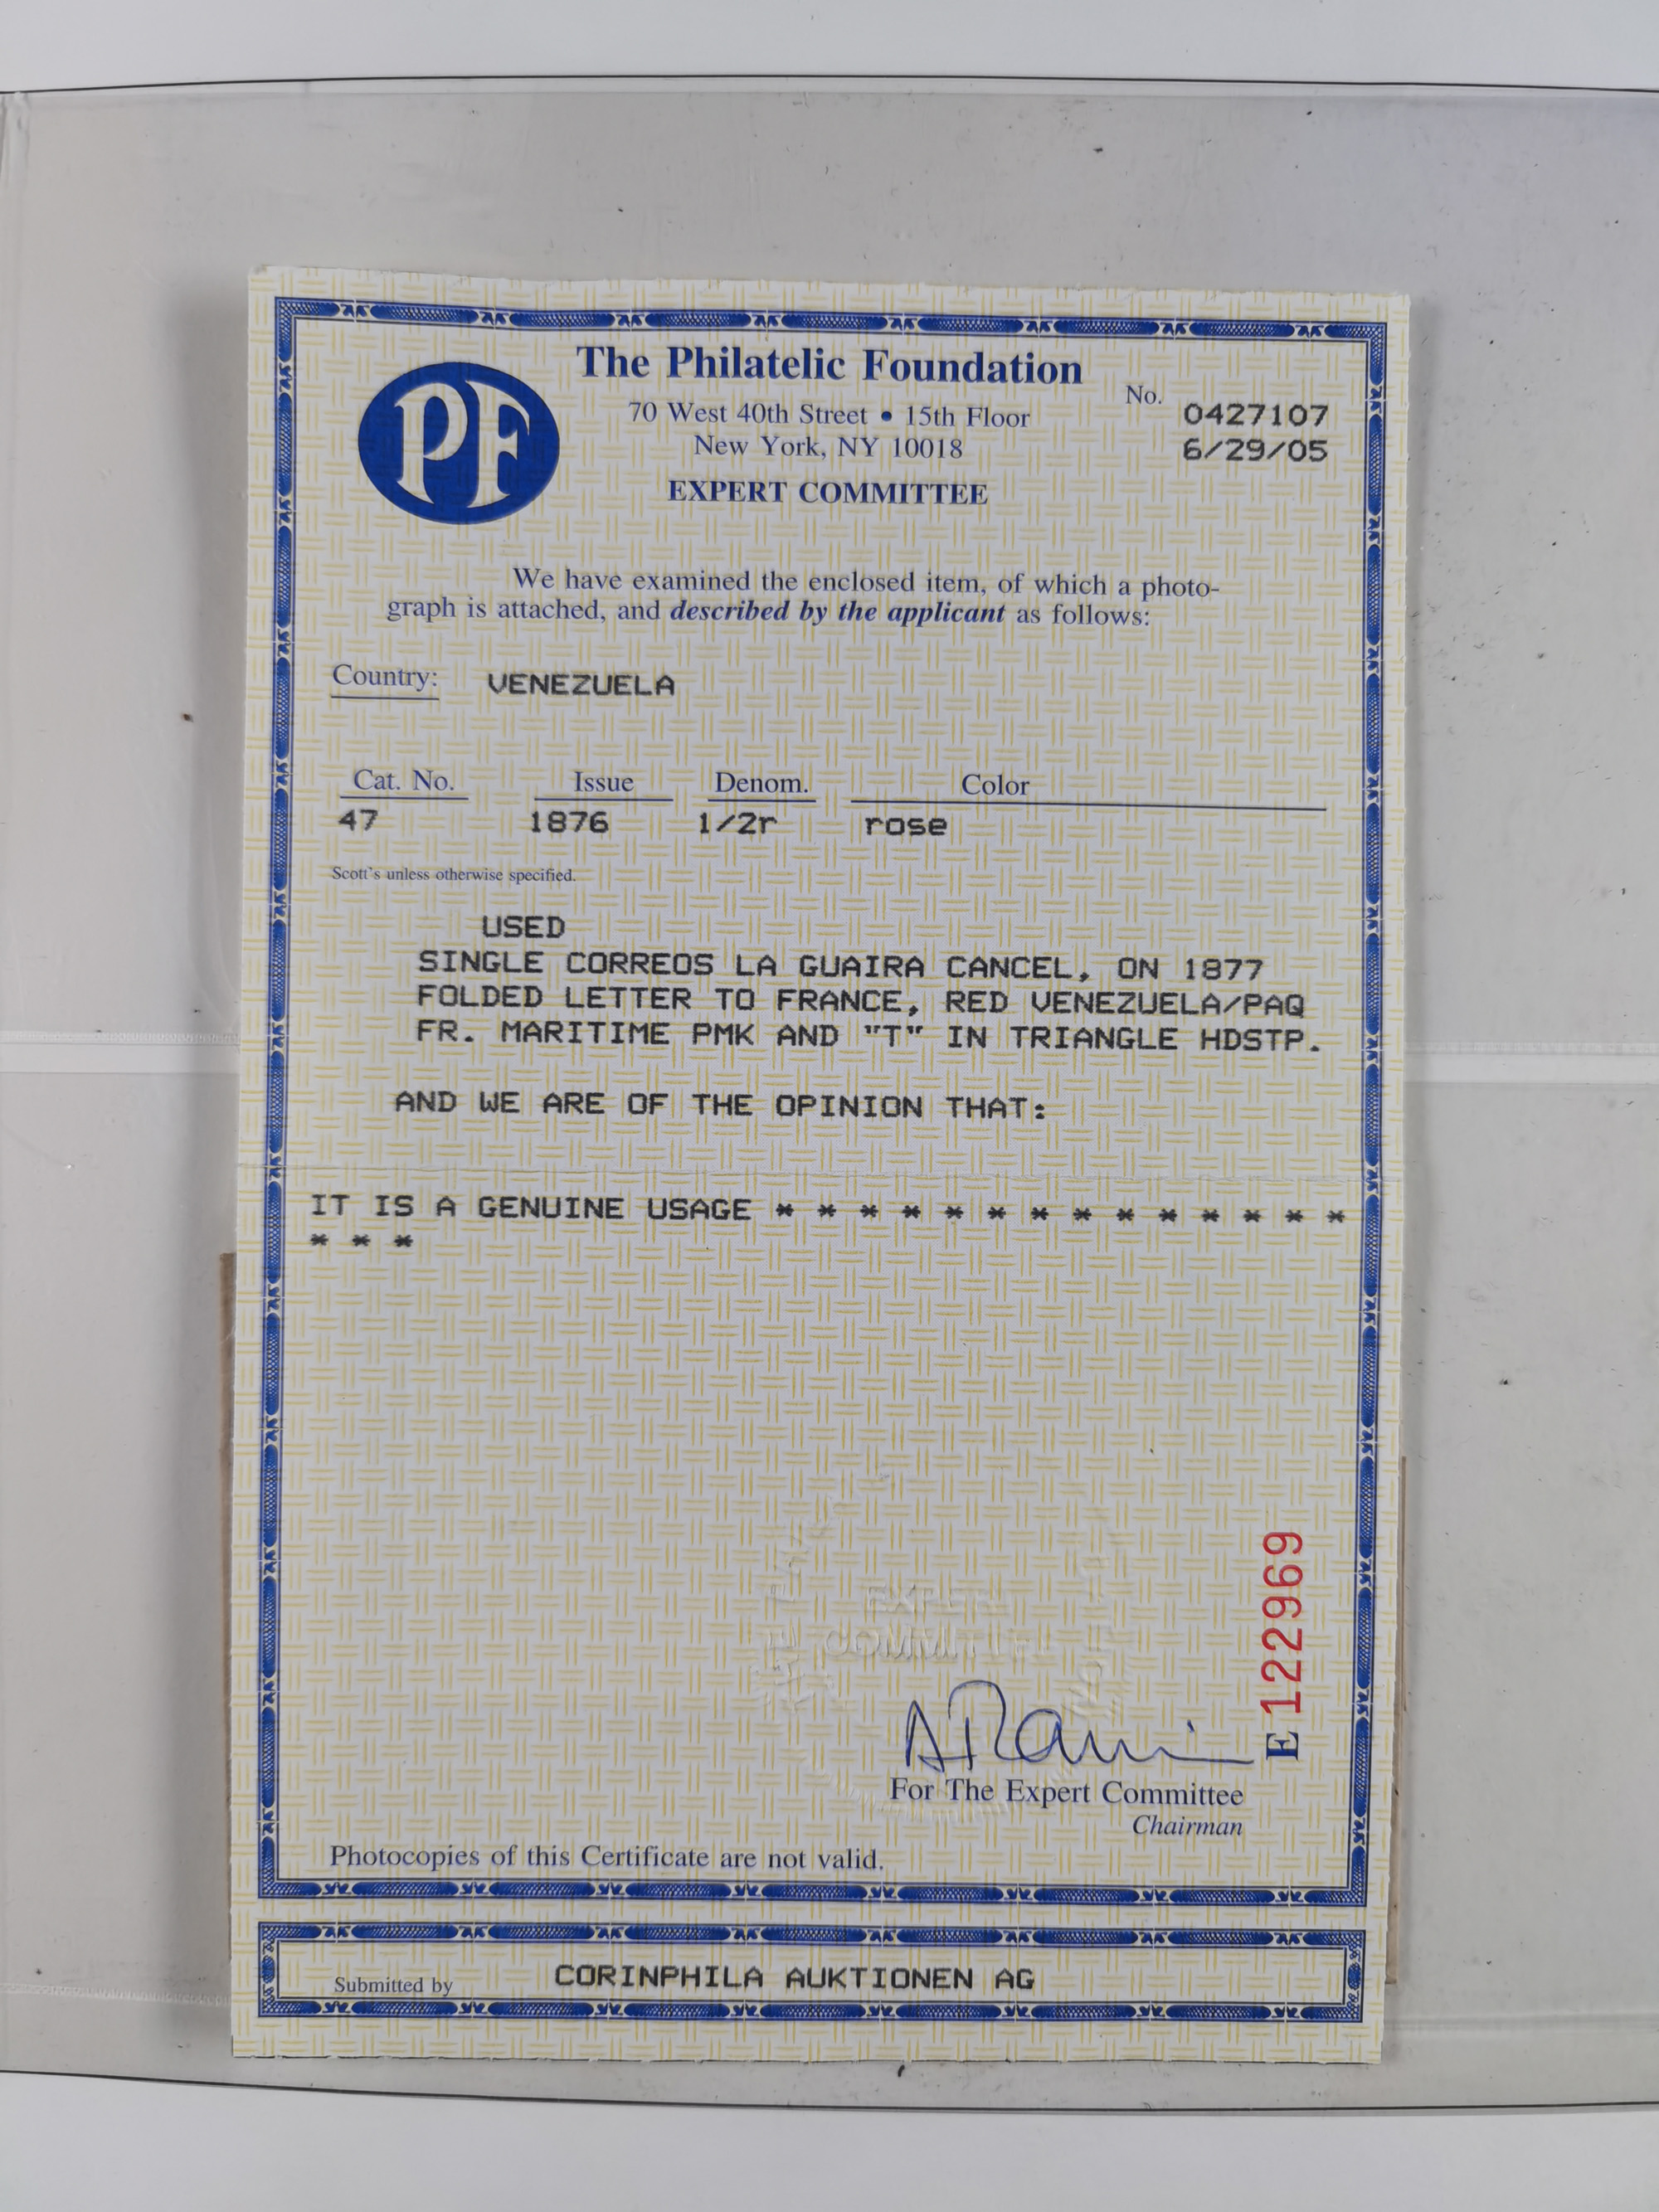 PF
The Philatelic Foundation
70 West 40th Street • 15th Floor
New York, NY 10018
EXPERT COMMITTEE
No. 0427107
6/29/05
We have examined the enclosed item, of which a photo-
graph is attached, and described by the applicant as follows:
Country: VENEZUELA
Cat. No. Issue Denom. Color
47 1876 1/2r rose
Scott's unless otherwise specified.
USED
SINGLE CORREOS LA GUAIRA CANCEL, ON 1877
FOLDED LETTER TO FRANCE, RED VENEZUELA/PAQ
FR. MARITIME PMK AND "T" IN TRIANGLE HDSTP.
AND WE ARE OF THE OPINION THAT:
IT IS A GENUINE USAGE * * * * * * * * * * * * * *
* * *
EXPERT
COMMITTEE
E 122969
For The Expert Committee
Chairman
Photocopies of this Certificate are not valid.
Submitted by CORINPHILA AUKTIONEN AG